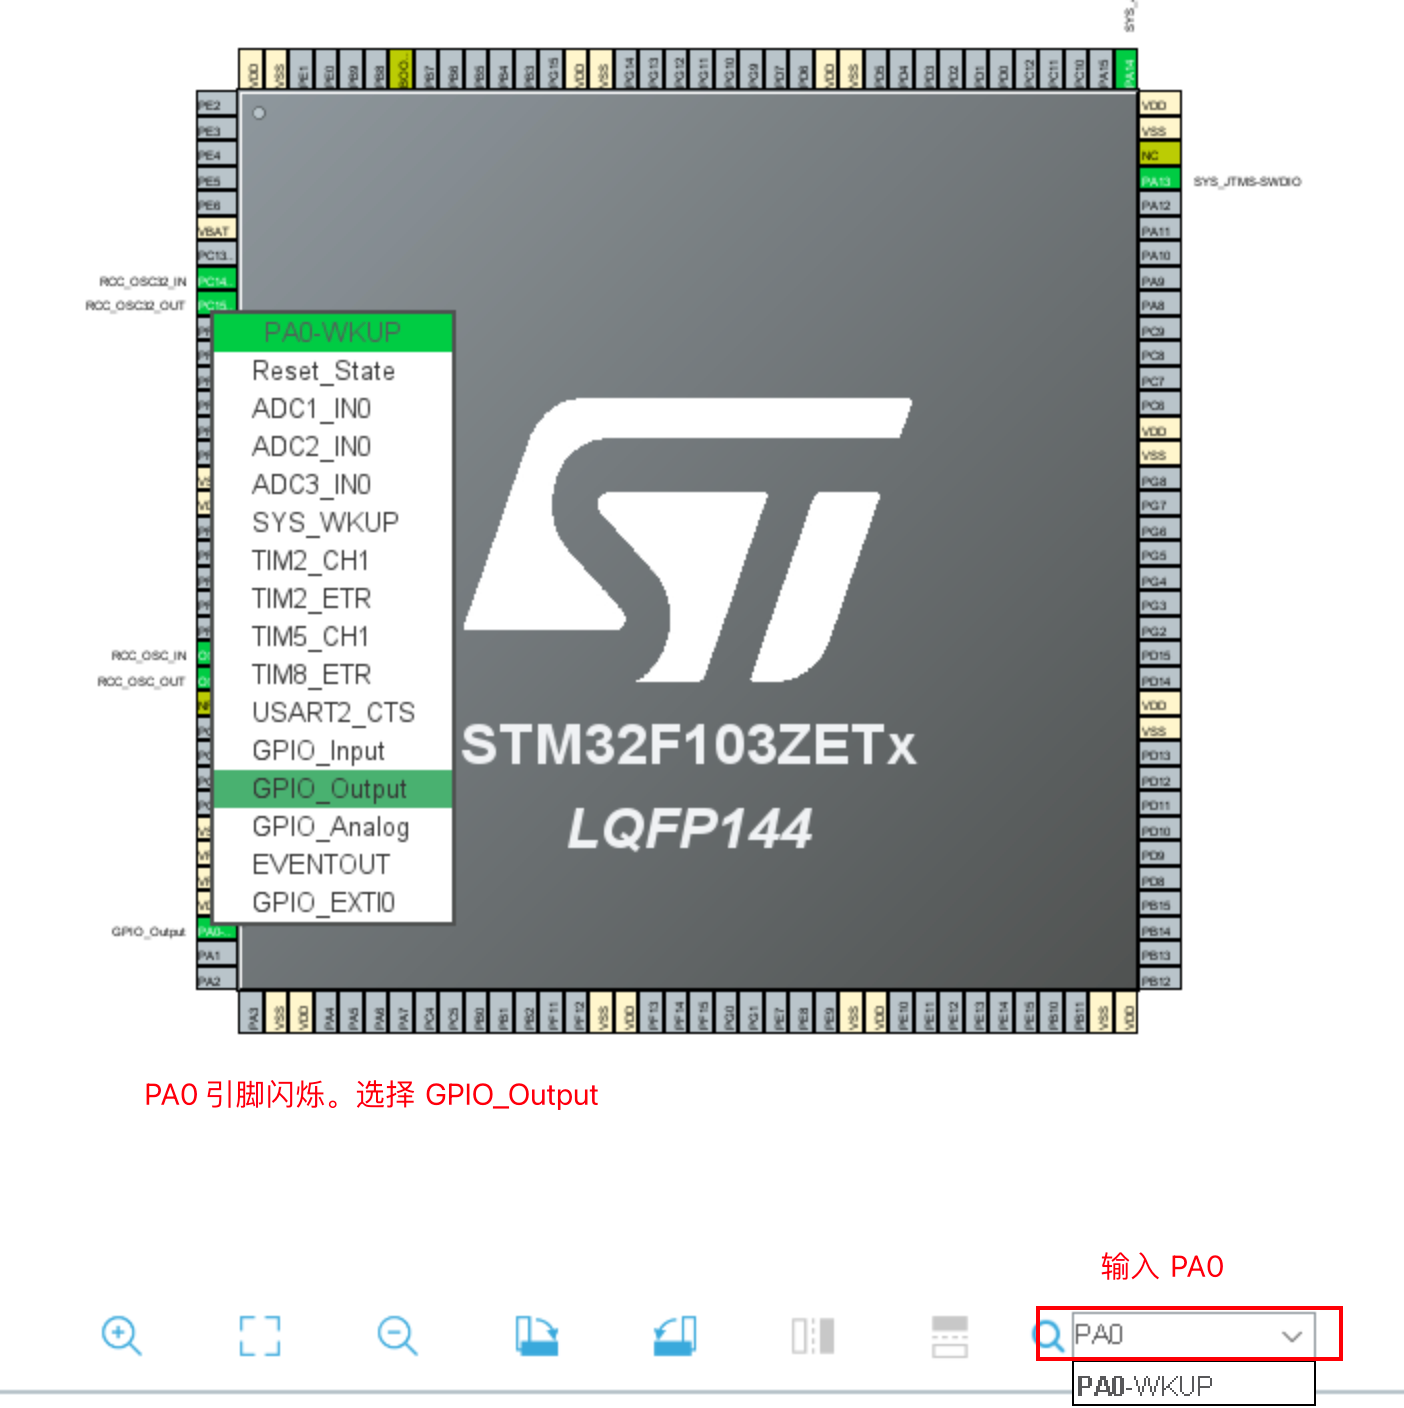 SYS_
VDD VSS PE1 PE0 PB9 PB8 BOO.. PB7 PB6 PB5 PB4 PB3 PG15 VDD VSS PG14 PG13 PG12 PG11 PG10 PG9 PD7 PD6 VDD VSS PD5 PD4 PD3 PD2 PD1 PD0 PC12 PC11 PC10 PA15 PA14
PE2
PE3
PE4
PE5
PE6
VBAT
PC13..
RCC_OSC32_IN PC14..
RCC_OSC32_OUT PC15..
RCC_OSC_IN
RCC_OSC_OUT
GPIO_Output PA0-..
PA1
PA2
PA0-WKUP
Reset_State
ADC1_IN0
ADC2_IN0
ADC3_IN0
SYS_WKUP
TIM2_CH1
TIM2_ETR
TIM5_CH1
TIM8_ETR
USART2_CTS
GPIO_Input
GPIO_Output
GPIO_Analog
EVENTOUT
GPIO_EXTI0
ST
STM32F103ZETx
LQFP144
VDD
VSS
NC
PA13 SYS_JTMS-SWDIO
PA12
PA11
PA10
PA9
PA8
PC9
PC8
PC7
PC6
VDD
VSS
PG8
PG7
PG6
PG5
PG4
PG3
PG2
PD15
PD14
VDD
VSS
PD13
PD12
PD11
PD10
PD9
PD8
PB15
PB14
PB13
PB12
PA3 VSS VDD PA4 PA5 PA6 PA7 PC4 PC5 PB0 PB1 PB2 PF11 PF12 VSS VDD PF13 PF14 PF15 PG0 PG1 PE7 PE8 PE9 VSS VDD PE10 PE11 PE12 PE13 PE14 PE15 PB10 PB11 VSS VDD
PA0 引脚闪烁。选择 GPIO_Output
输入 PA0
PA0
PA0-WKUP